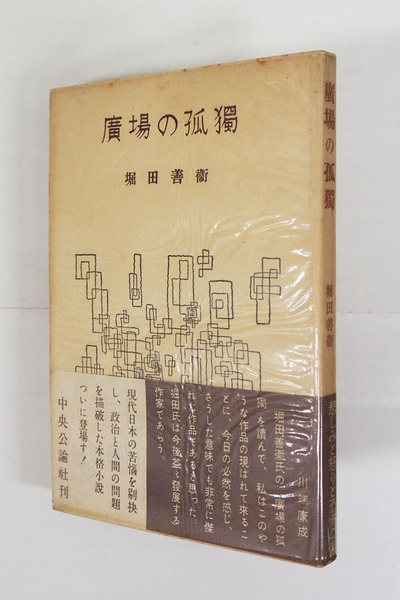 廣場の孤獨
堀田善衞
現代日本の苦惱を剔抉
し、政治と人間の問題
を描破した本格小説
ついに登場す!
中央公論社刊
川端康成
堀田善衞氏の「廣場の孤
獨」を讀んで、私はこのや
うな作品の現はれて來るこ
とに、今日の必然を感じ、
さうした意味でも非常に傑
れて作品であると思つた。
堀田氏は今後益々發展する
作家であらう。
廣場の孤獨
堀田善衞